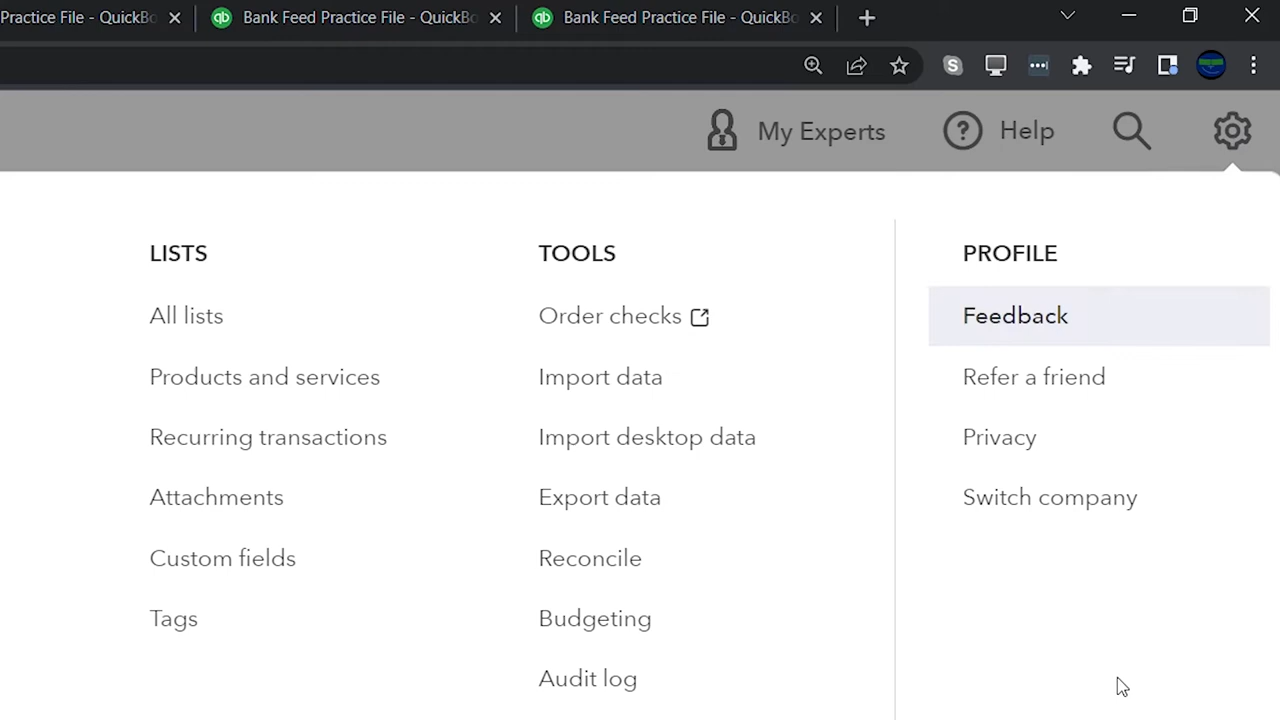 Practice File - QuickBo
qb Bank Feed Practice File - QuickBo
qb Bank Feed Practice File - QuickBo
S
My Experts
? Help
LISTS
All lists
Products and services
Recurring transactions
Attachments
Custom fields
Tags
TOOLS
Order checks
Import data
Import desktop data
Export data
Reconcile
Budgeting
Audit log
PROFILE
Feedback
Refer a friend
Privacy
Switch company